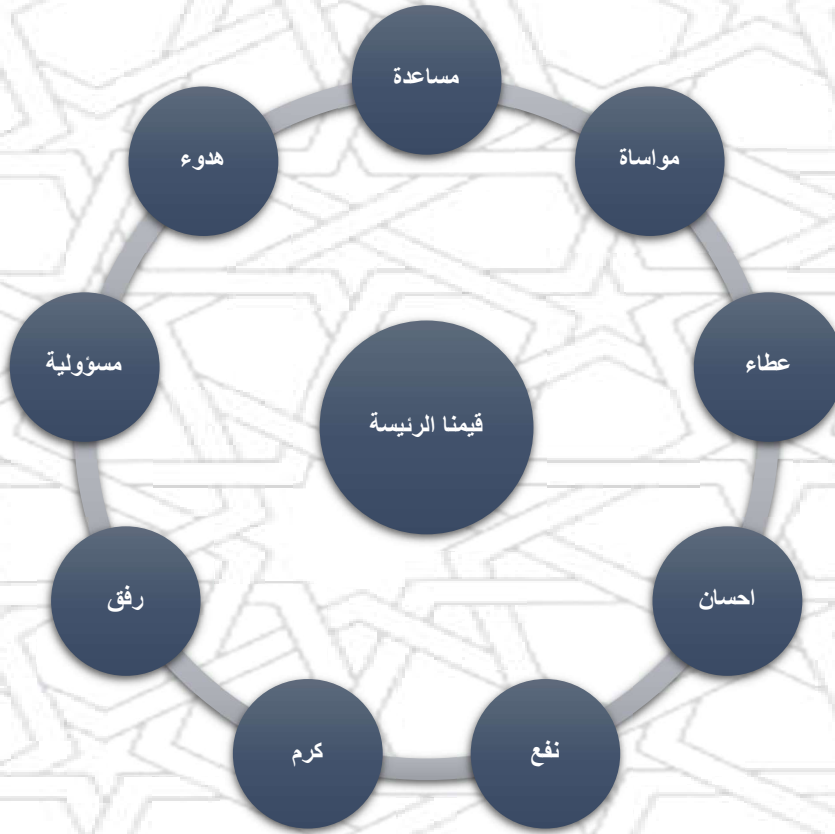 مساعدة
مواساة
عطاء
احسان
نفع
كرم
رفق
مسؤولية
هدوء
قيمنا الرئيسة